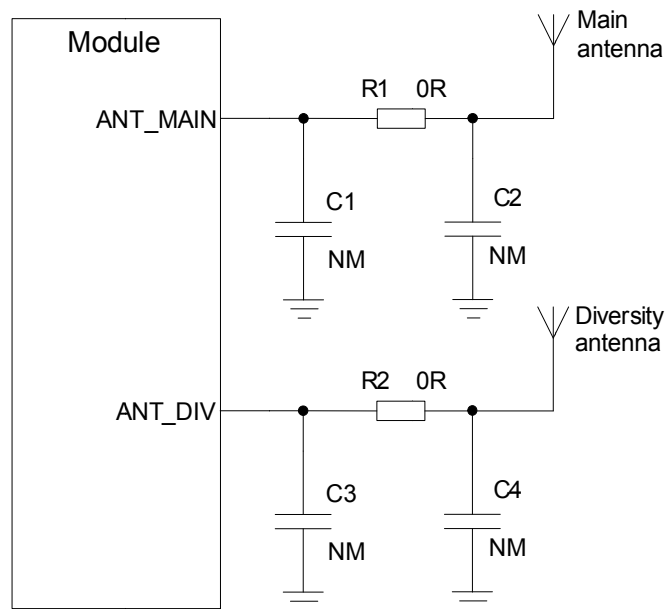 Module
Main
antenna
R1 0R
ANT_MAIN
C1
C2
NM
NM
Diversity
antenna
R2 0R
ANT_DIV
C3
C4
NM
NM